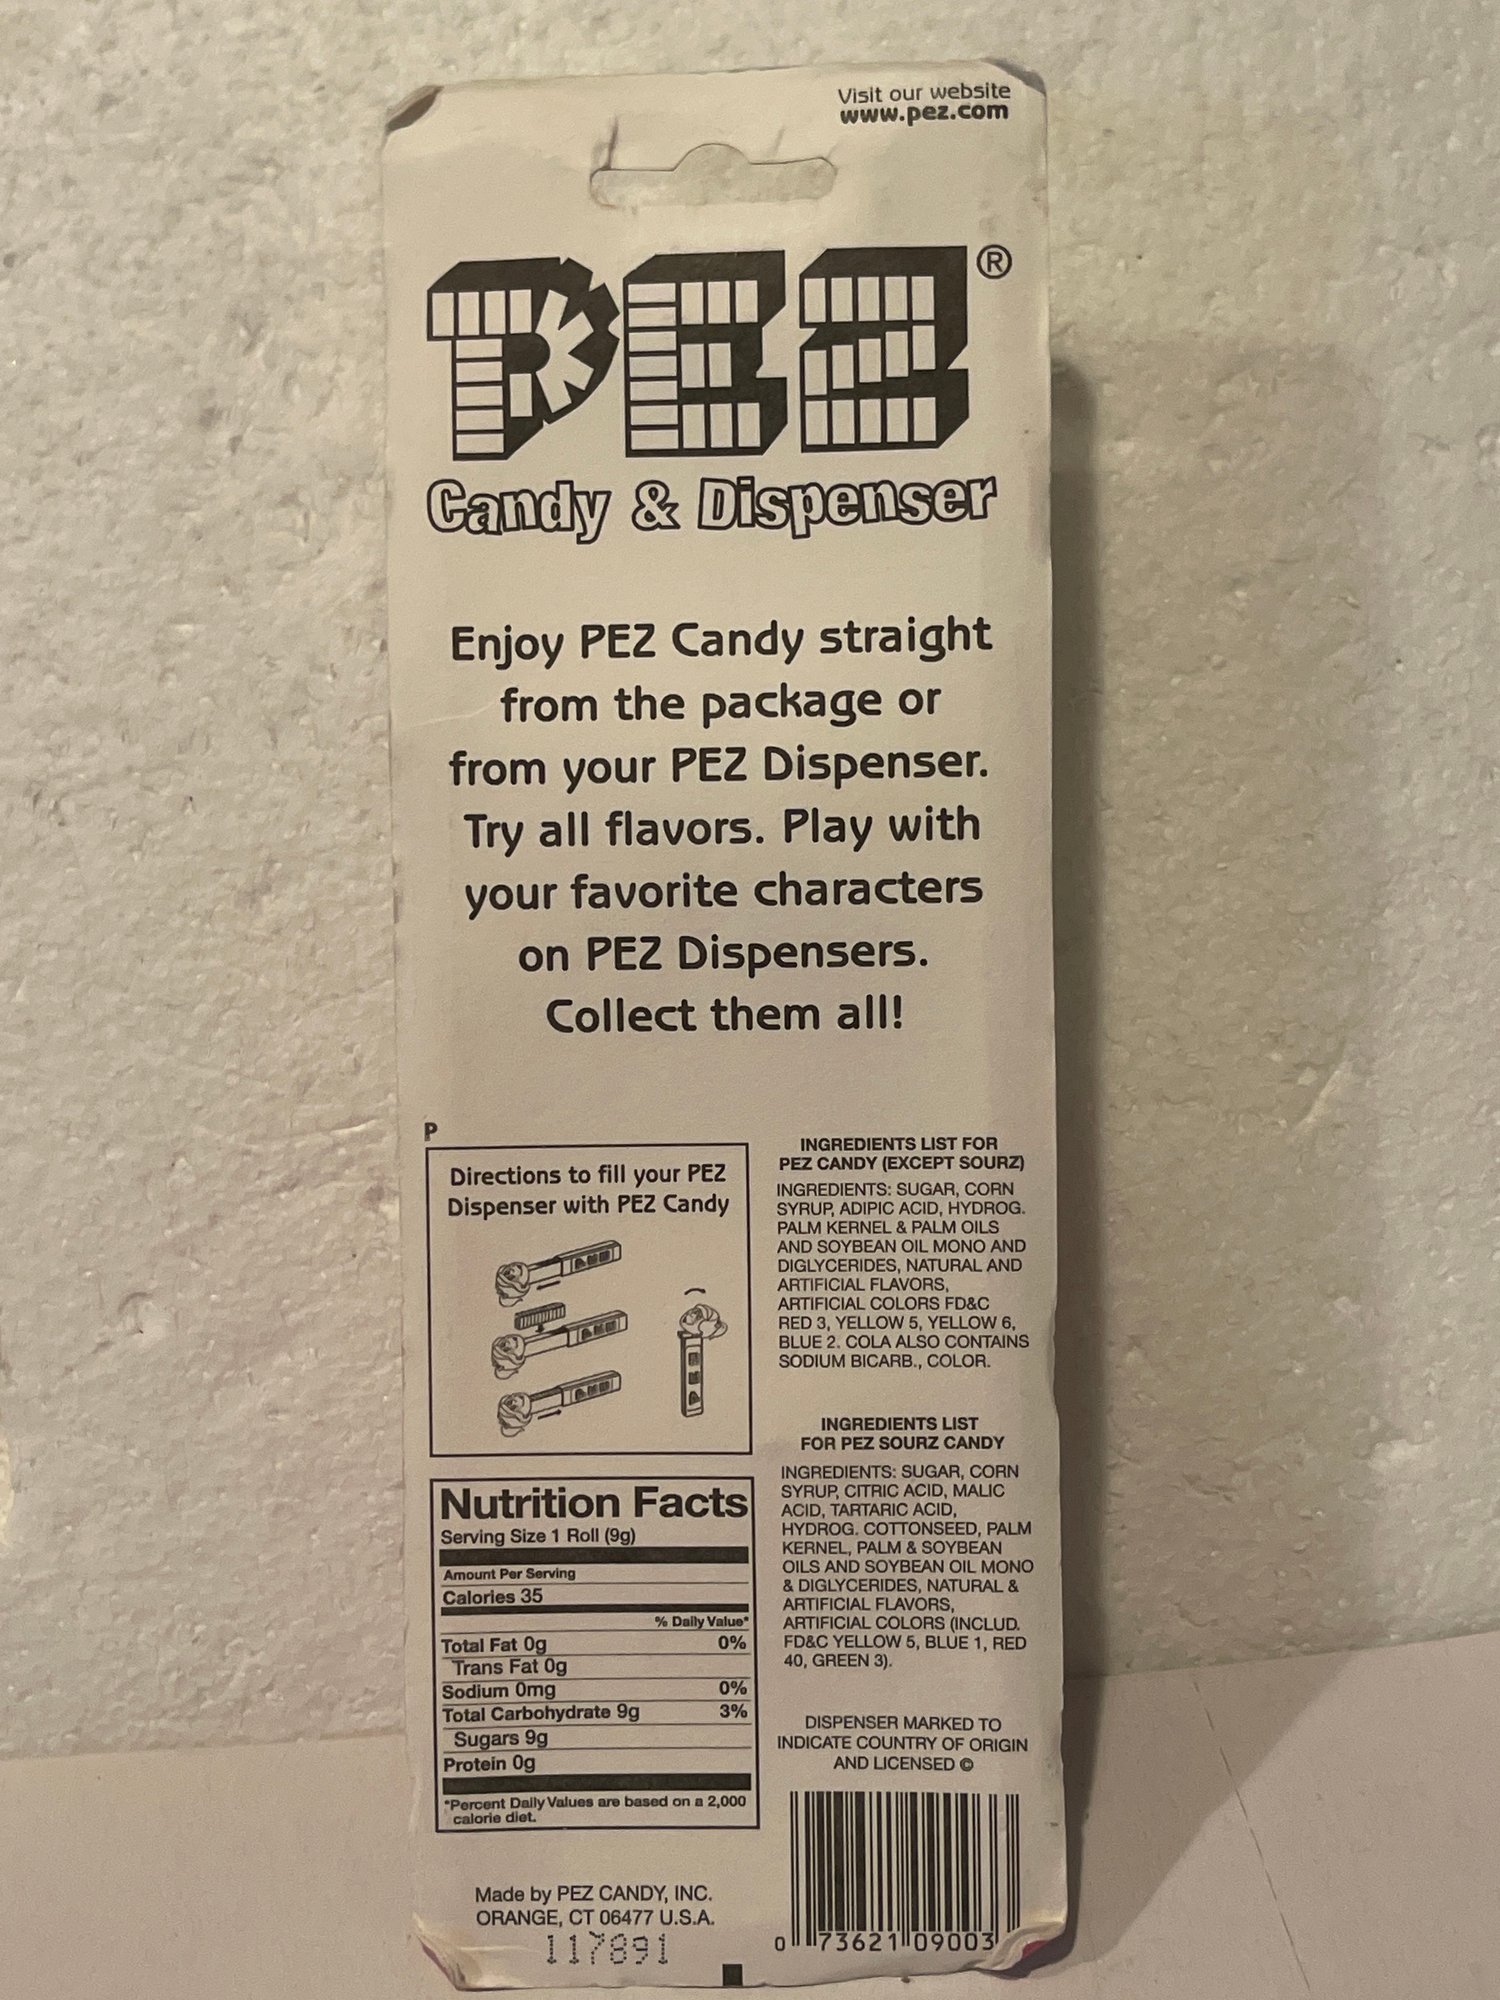 Visit our website
www.pez.com
PEZ®
Candy & Dispenser
Enjoy PEZ Candy straight
from the package or
from your PEZ Dispenser.
Try all flavors. Play with
your favorite characters
on PEZ Dispensers.
Collect them all!
P
Directions to fill your PEZ
Dispenser with PEZ Candy
PEZ
PEZ
PEZ
PEZ
Nutrition Facts
Serving Size 1 Roll (9g)
Amount Per Serving
Calories 35
% Daily Value*
Total Fat 0g 0%
Trans Fat 0g
Sodium 0mg 0%
Total Carbohydrate 9g 3%
Sugars 9g
Protein 0g
*Percent Daily Values are based on a 2,000
calorie diet.
Made by PEZ CANDY, INC.
ORANGE, CT 06477 U.S.A.
117891
INGREDIENTS LIST FOR
PEZ CANDY (EXCEPT SOURZ)
INGREDIENTS: SUGAR, CORN
SYRUP, ADIPIC ACID, HYDROG.
PALM KERNEL & PALM OILS
AND SOYBEAN OIL MONO AND
DIGLYCERIDES, NATURAL AND
ARTIFICIAL FLAVORS,
ARTIFICIAL COLORS FD&C
RED 3, YELLOW 5, YELLOW 6,
BLUE 2. COLA ALSO CONTAINS
SODIUM BICARB., COLOR.
INGREDIENTS LIST
FOR PEZ SOURZ CANDY
INGREDIENTS: SUGAR, CORN
SYRUP, CITRIC ACID, MALIC
ACID, TARTARIC ACID,
HYDROG. COTTONSEED, PALM
KERNEL, PALM & SOYBEAN
OILS AND SOYBEAN OIL MONO
& DIGLYCERIDES, NATURAL &
ARTIFICIAL FLAVORS,
ARTIFICIAL COLORS (INCLUD.
FD&C YELLOW 5, BLUE 1, RED
40, GREEN 3).
DISPENSER MARKED TO
INDICATE COUNTRY OF ORIGIN
AND LICENSED ©
0 73621 09003